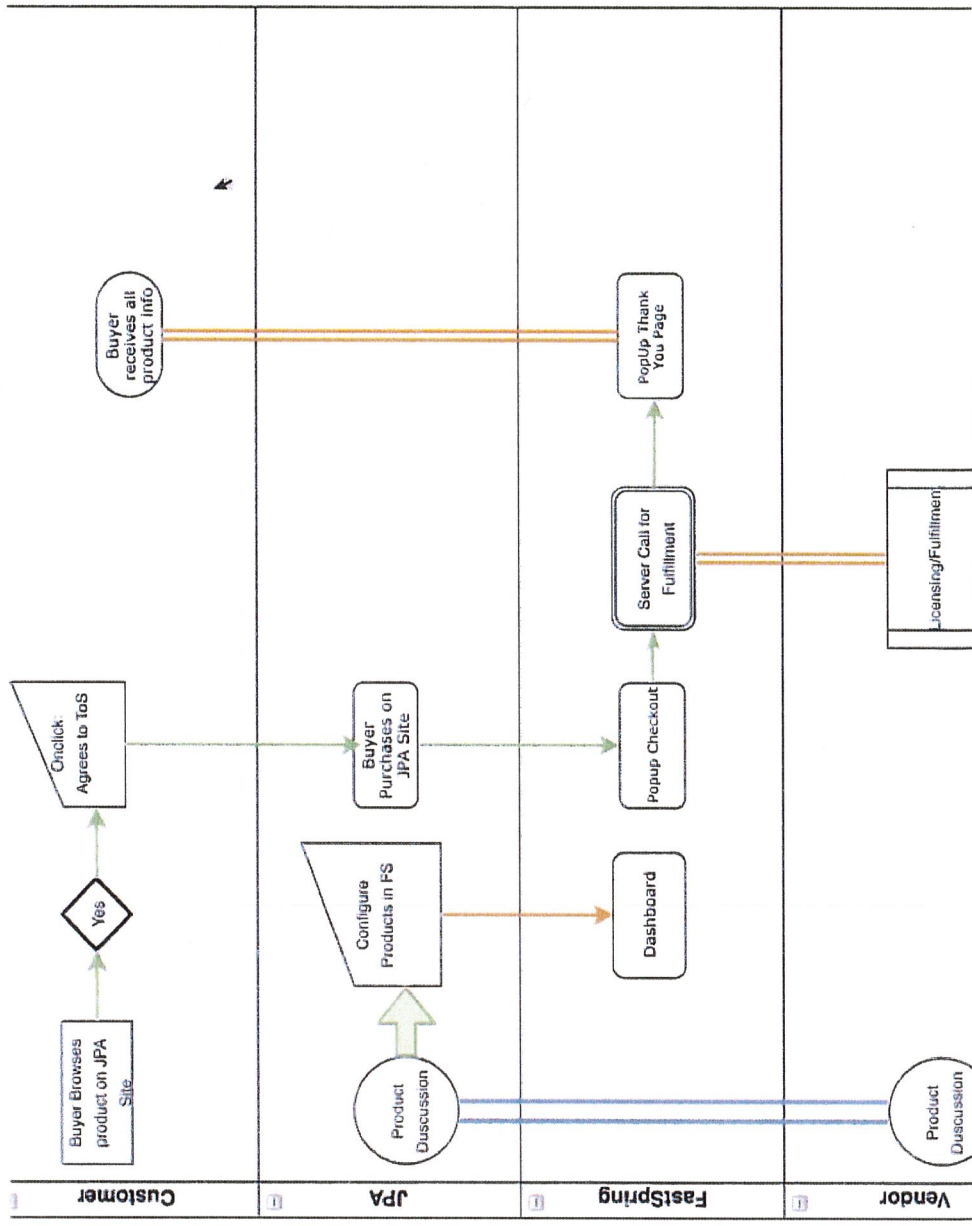 Customer
Buyer Browses
product on JPA
Site
Yes
Onclick:
Agrees to ToS
Buyer
receives all
product info
JPA
Product
Duscussion
Configure
Products in FS
Buyer
Purchases on
JPA Site
FastSpring
Dashboard
Popup Checkout
Server Call for
Fulfillment
PopUp Thank
You Page
Vendor
Product
Duscussion
Licensing/Fulfillmen